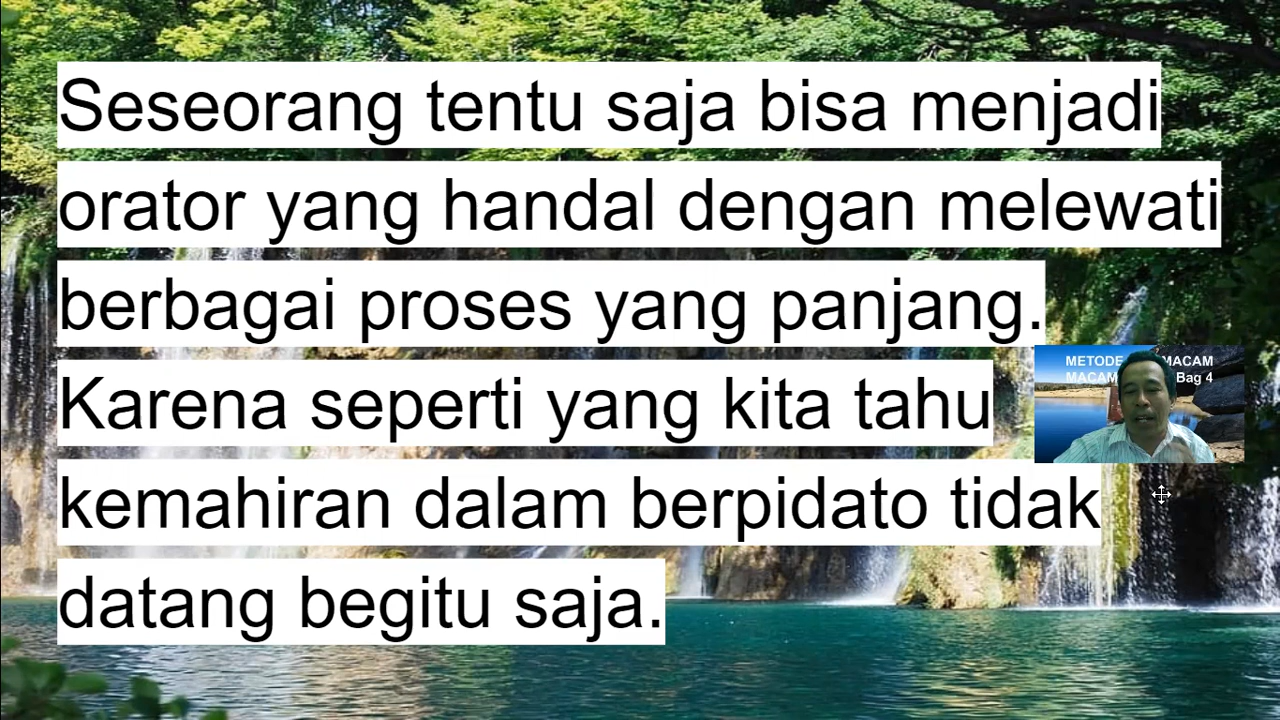 Seseorang tentu saja bisa menjadi
orator yang handal dengan melewati
berbagai proses yang panjang.
Karena seperti yang kita tahu
kemahiran dalam berpidato tidak
datang begitu saja.
METODE MACAM
MACAM Bag 4